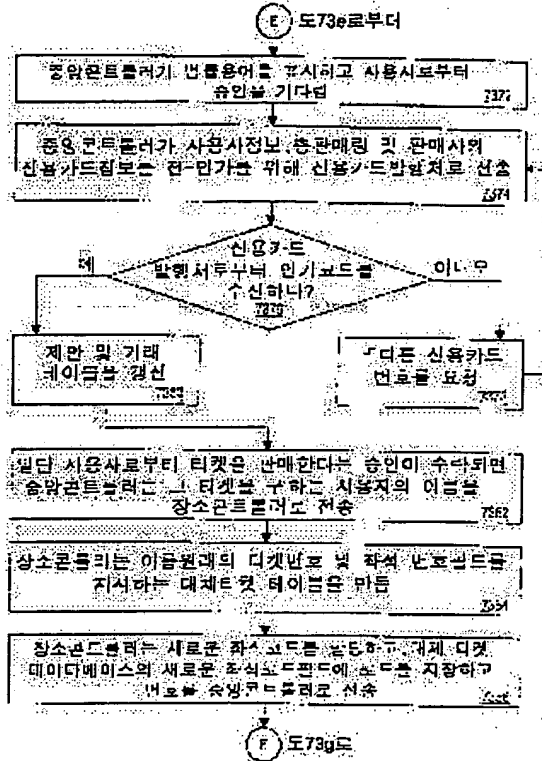 E 도73e로부터
중앙콘트롤러가 법률용어를 표시하고 사용자로부터
승인을 기다림
7372
중앙콘트롤러가 사용자정보, 총판매량 및 판매자의
신용카드정보를 전-인가를 위해 신용카드발행처로 전송
7374
신용카드
발행처로부터 인가코드를
수신하나?
7376
예
아니오
제안 및 거래
테이블을 갱신
다른 신용카드
번호를 요청
일단 사용자로부터 티켓을 판매한다는 승인이 수락되면
중앙콘트롤러는 그 티켓을 구하는 사용자의 이름을
장소콘트롤러로 전송
7382
장소콘트롤러는 이름 원래의 티켓번호 및 좌석 번호필드를
지시하는 대체티켓 테이블을 만듬
7384
장소콘트롤러는 새로운 좌석코드를 할당하고, 대체 티켓
데이타베이스의 새로운 좌석코드필드에 코드를 저장하고
번호를 중앙콘트롤러로 전송
F 도73g로